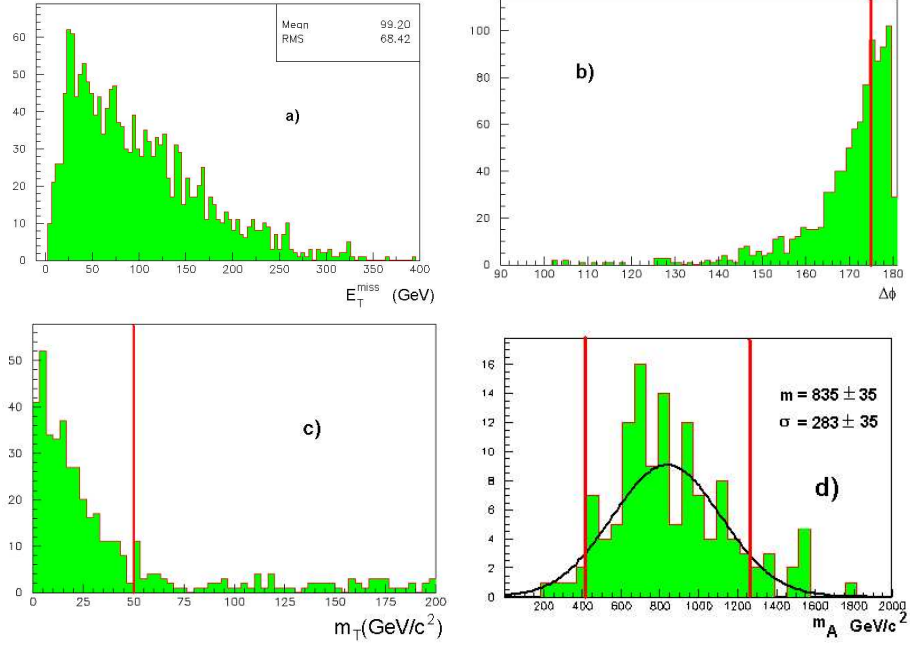 Mean 99.20
RMS 68.42
a)
60
50
40
30
20
10
0
0 50 100 150 200 250 300 350 400
E_T^miss (GeV)
b)
100
80
60
40
20
0
90 100 110 120 130 140 150 160 170 180
Δϕ
c)
50
40
30
20
10
0
0 25 50 75 100 125 150 175 200
m_T(GeV/c²)
m = 835 ± 35
σ = 283 ± 35
d)
16
14
12
10
8
6
4
2
0
200 400 600 800 1000 1200 1400 1600 1800 2000
m_A GeV/c²